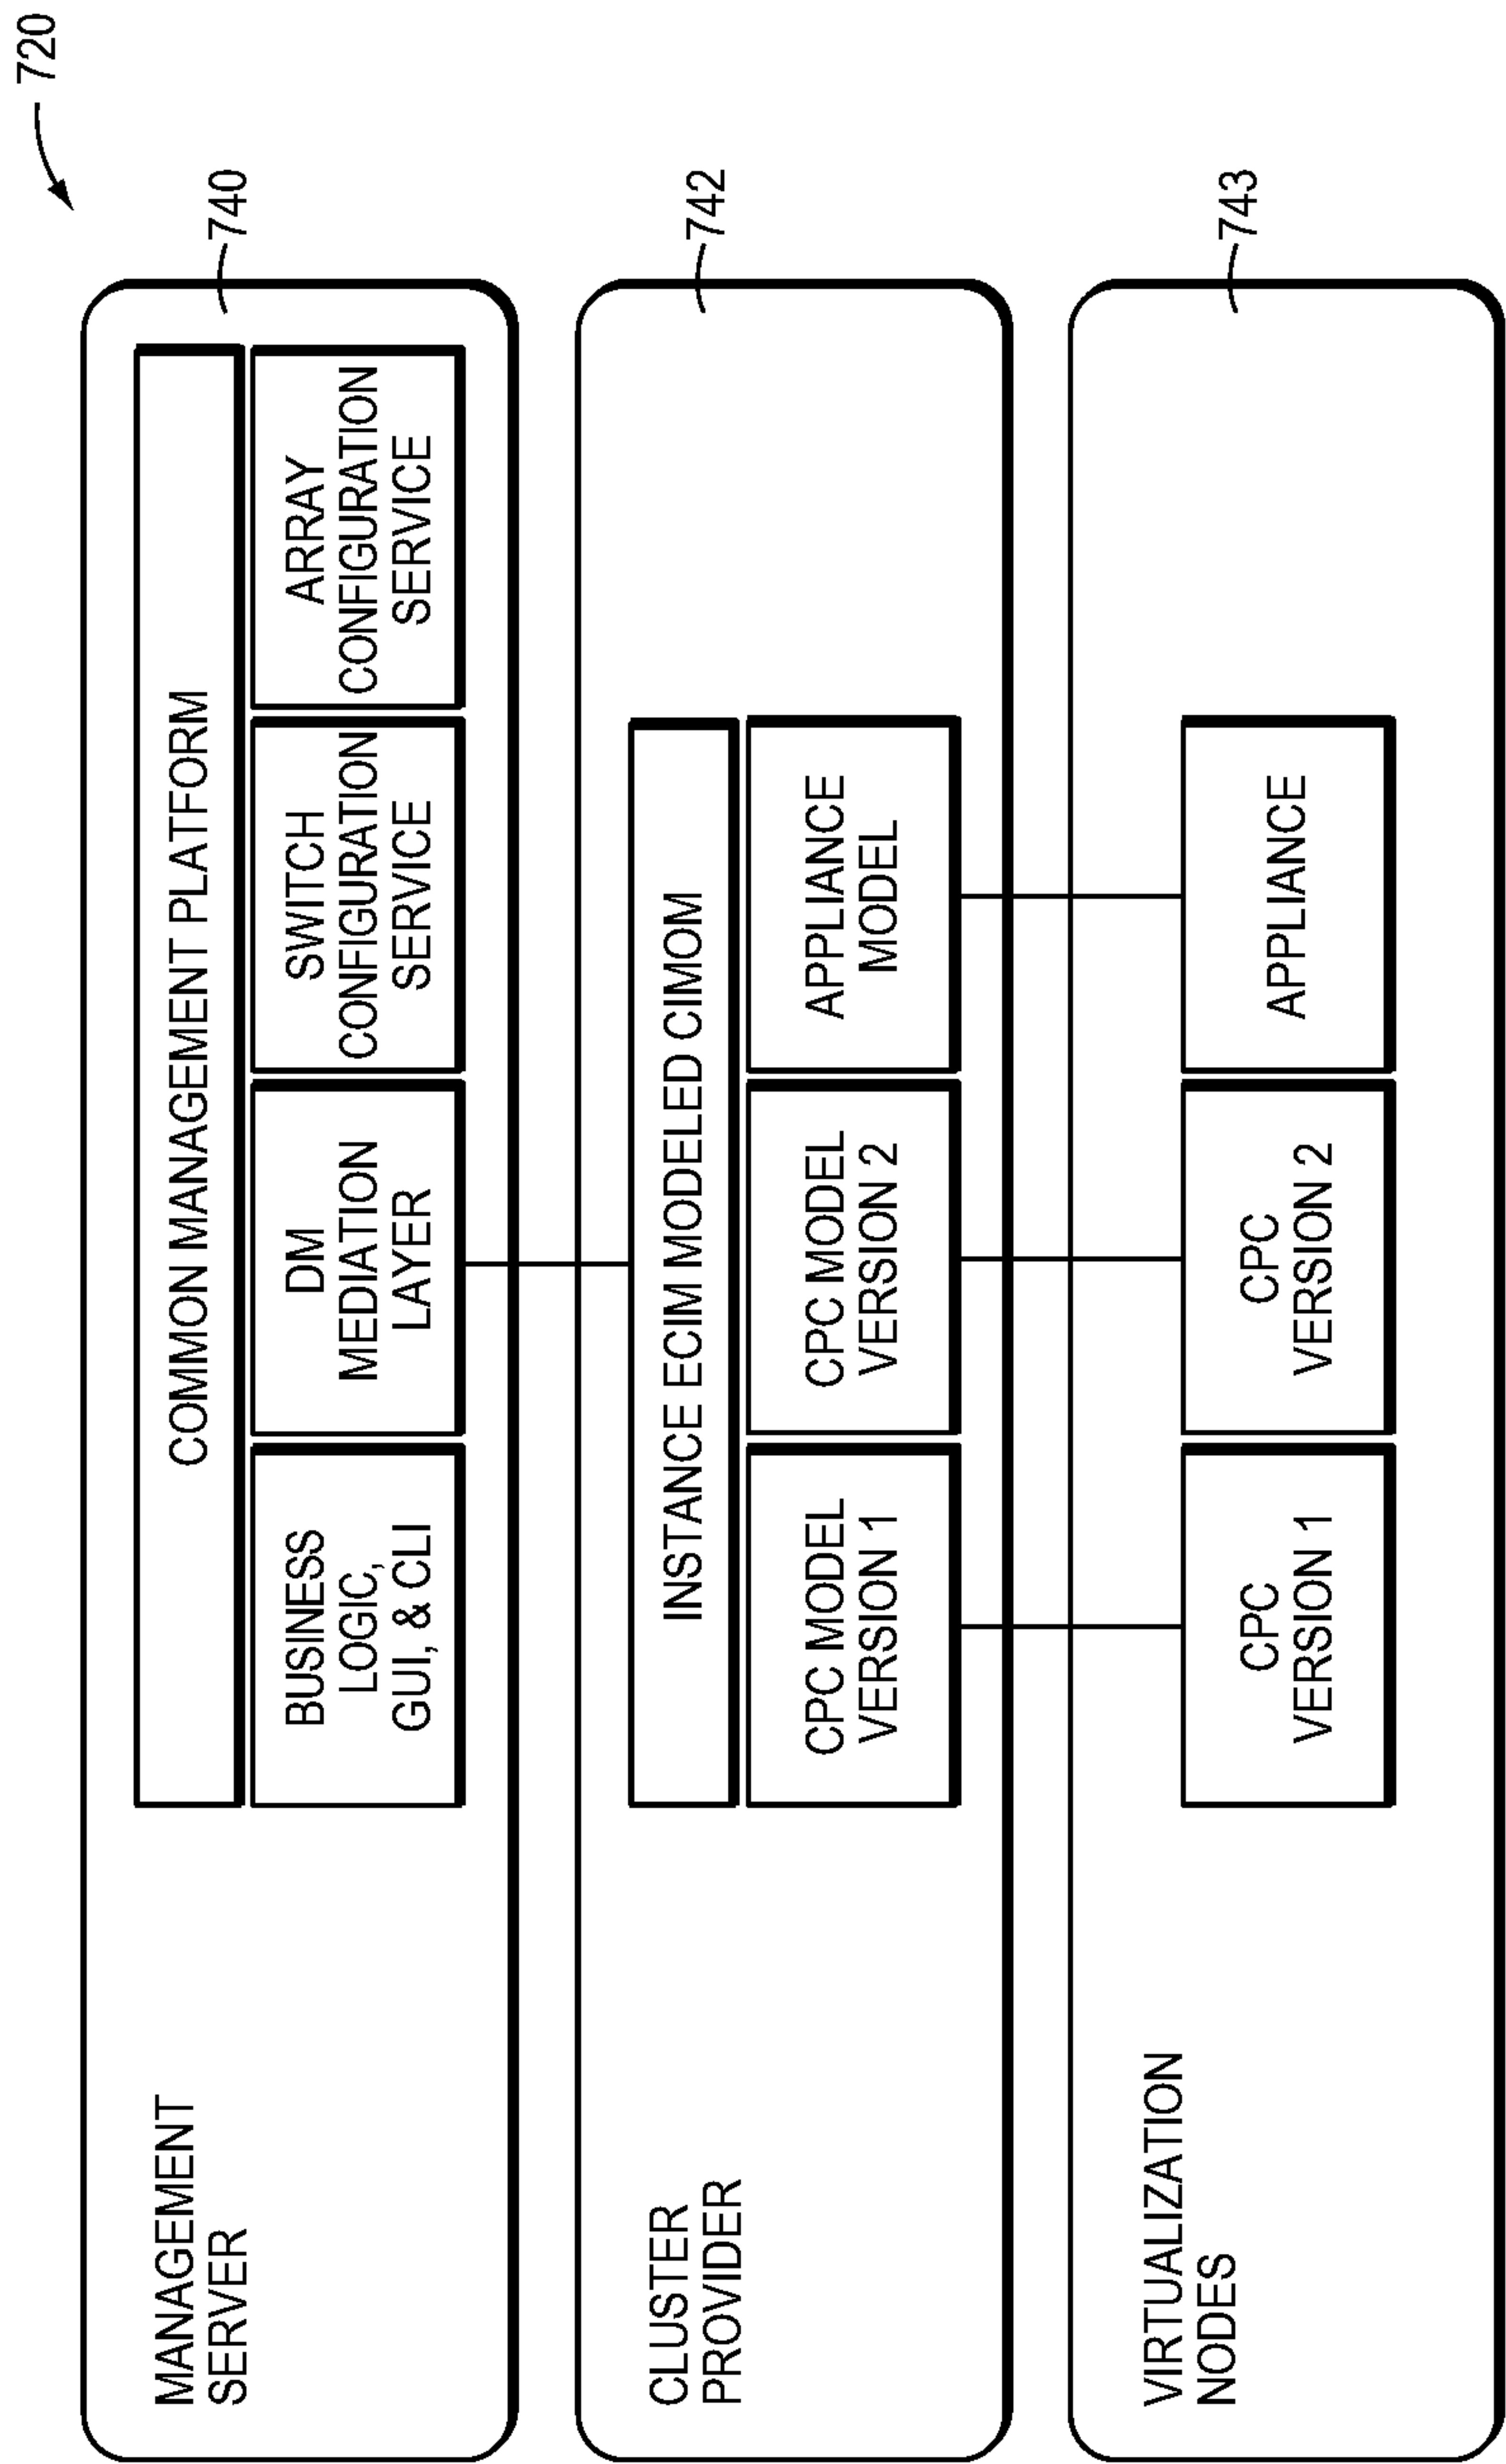 720
MANAGEMENT
SERVER
COMMON MANAGEMENT PLATFORM
BUSINESS
LOGIC,
GUI, & CLI
DM
MEDIATION
LAYER
SWITCH
CONFIGURATION
SERVICE
ARRAY
CONFIGURATION
SERVICE
740
CLUSTER
PROVIDER
INSTANCE ECIM MODELED CIMOM
CPC MODEL
VERSION 1
CPC MODEL
VERSION 2
APPLIANCE
MODEL
742
VIRTUALIZATION
NODES
CPC
VERSION 1
CPC
VERSION 2
APPLIANCE
743